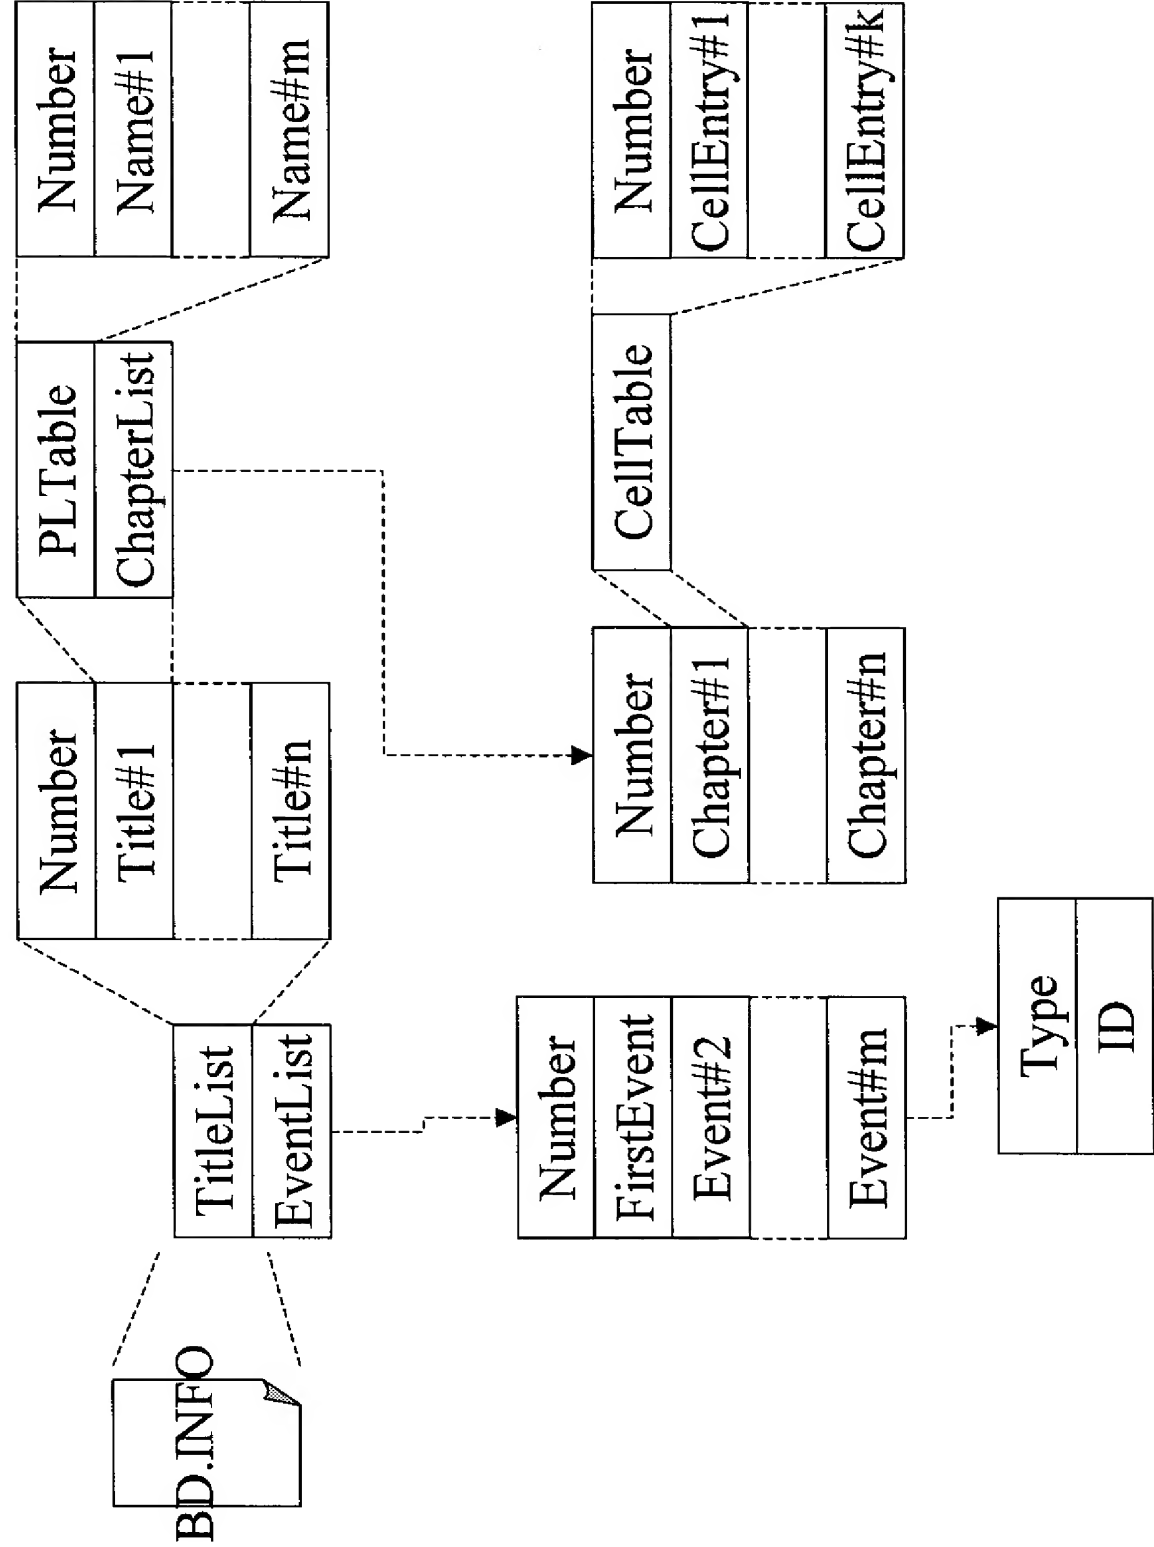 BD.INFO
TitleList
EventList
Number
Title#1
Title#n
PLTable
ChapterList
Number
Name#1
Name#m
Number
FirstEvent
Event#2
Event#m
Type
ID
Number
Chapter#1
Chapter#n
CellTable
Number
CellEntry#1
CellEntry#k